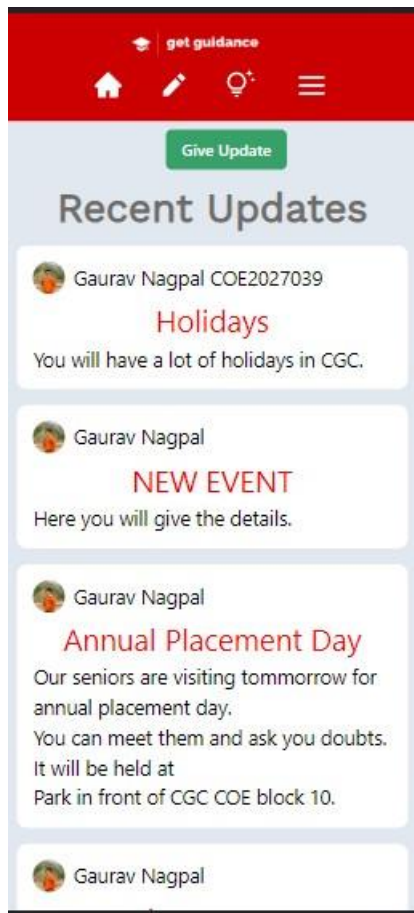 get guidance
Give Update
Recent Updates
Gaurav Nagpal COE2027039
Holidays
You will have a lot of holidays in CGC.
Gaurav Nagpal
NEW EVENT
Here you will give the details.
Gaurav Nagpal
Annual Placement Day
Our seniors are visiting tommorrow for
annual placement day.
You can meet them and ask you doubts.
It will be held at
Park in front of CGC COE block 10.
Gaurav Nagpal